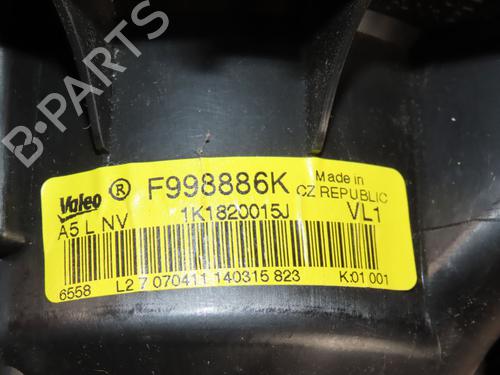 B-PARTS
Valeo ® F998886K Made in
CZ REPUBLIC
A5 L NV 1K1820015J VL1
6558 L2 7 070411 140315 823 K:01 001